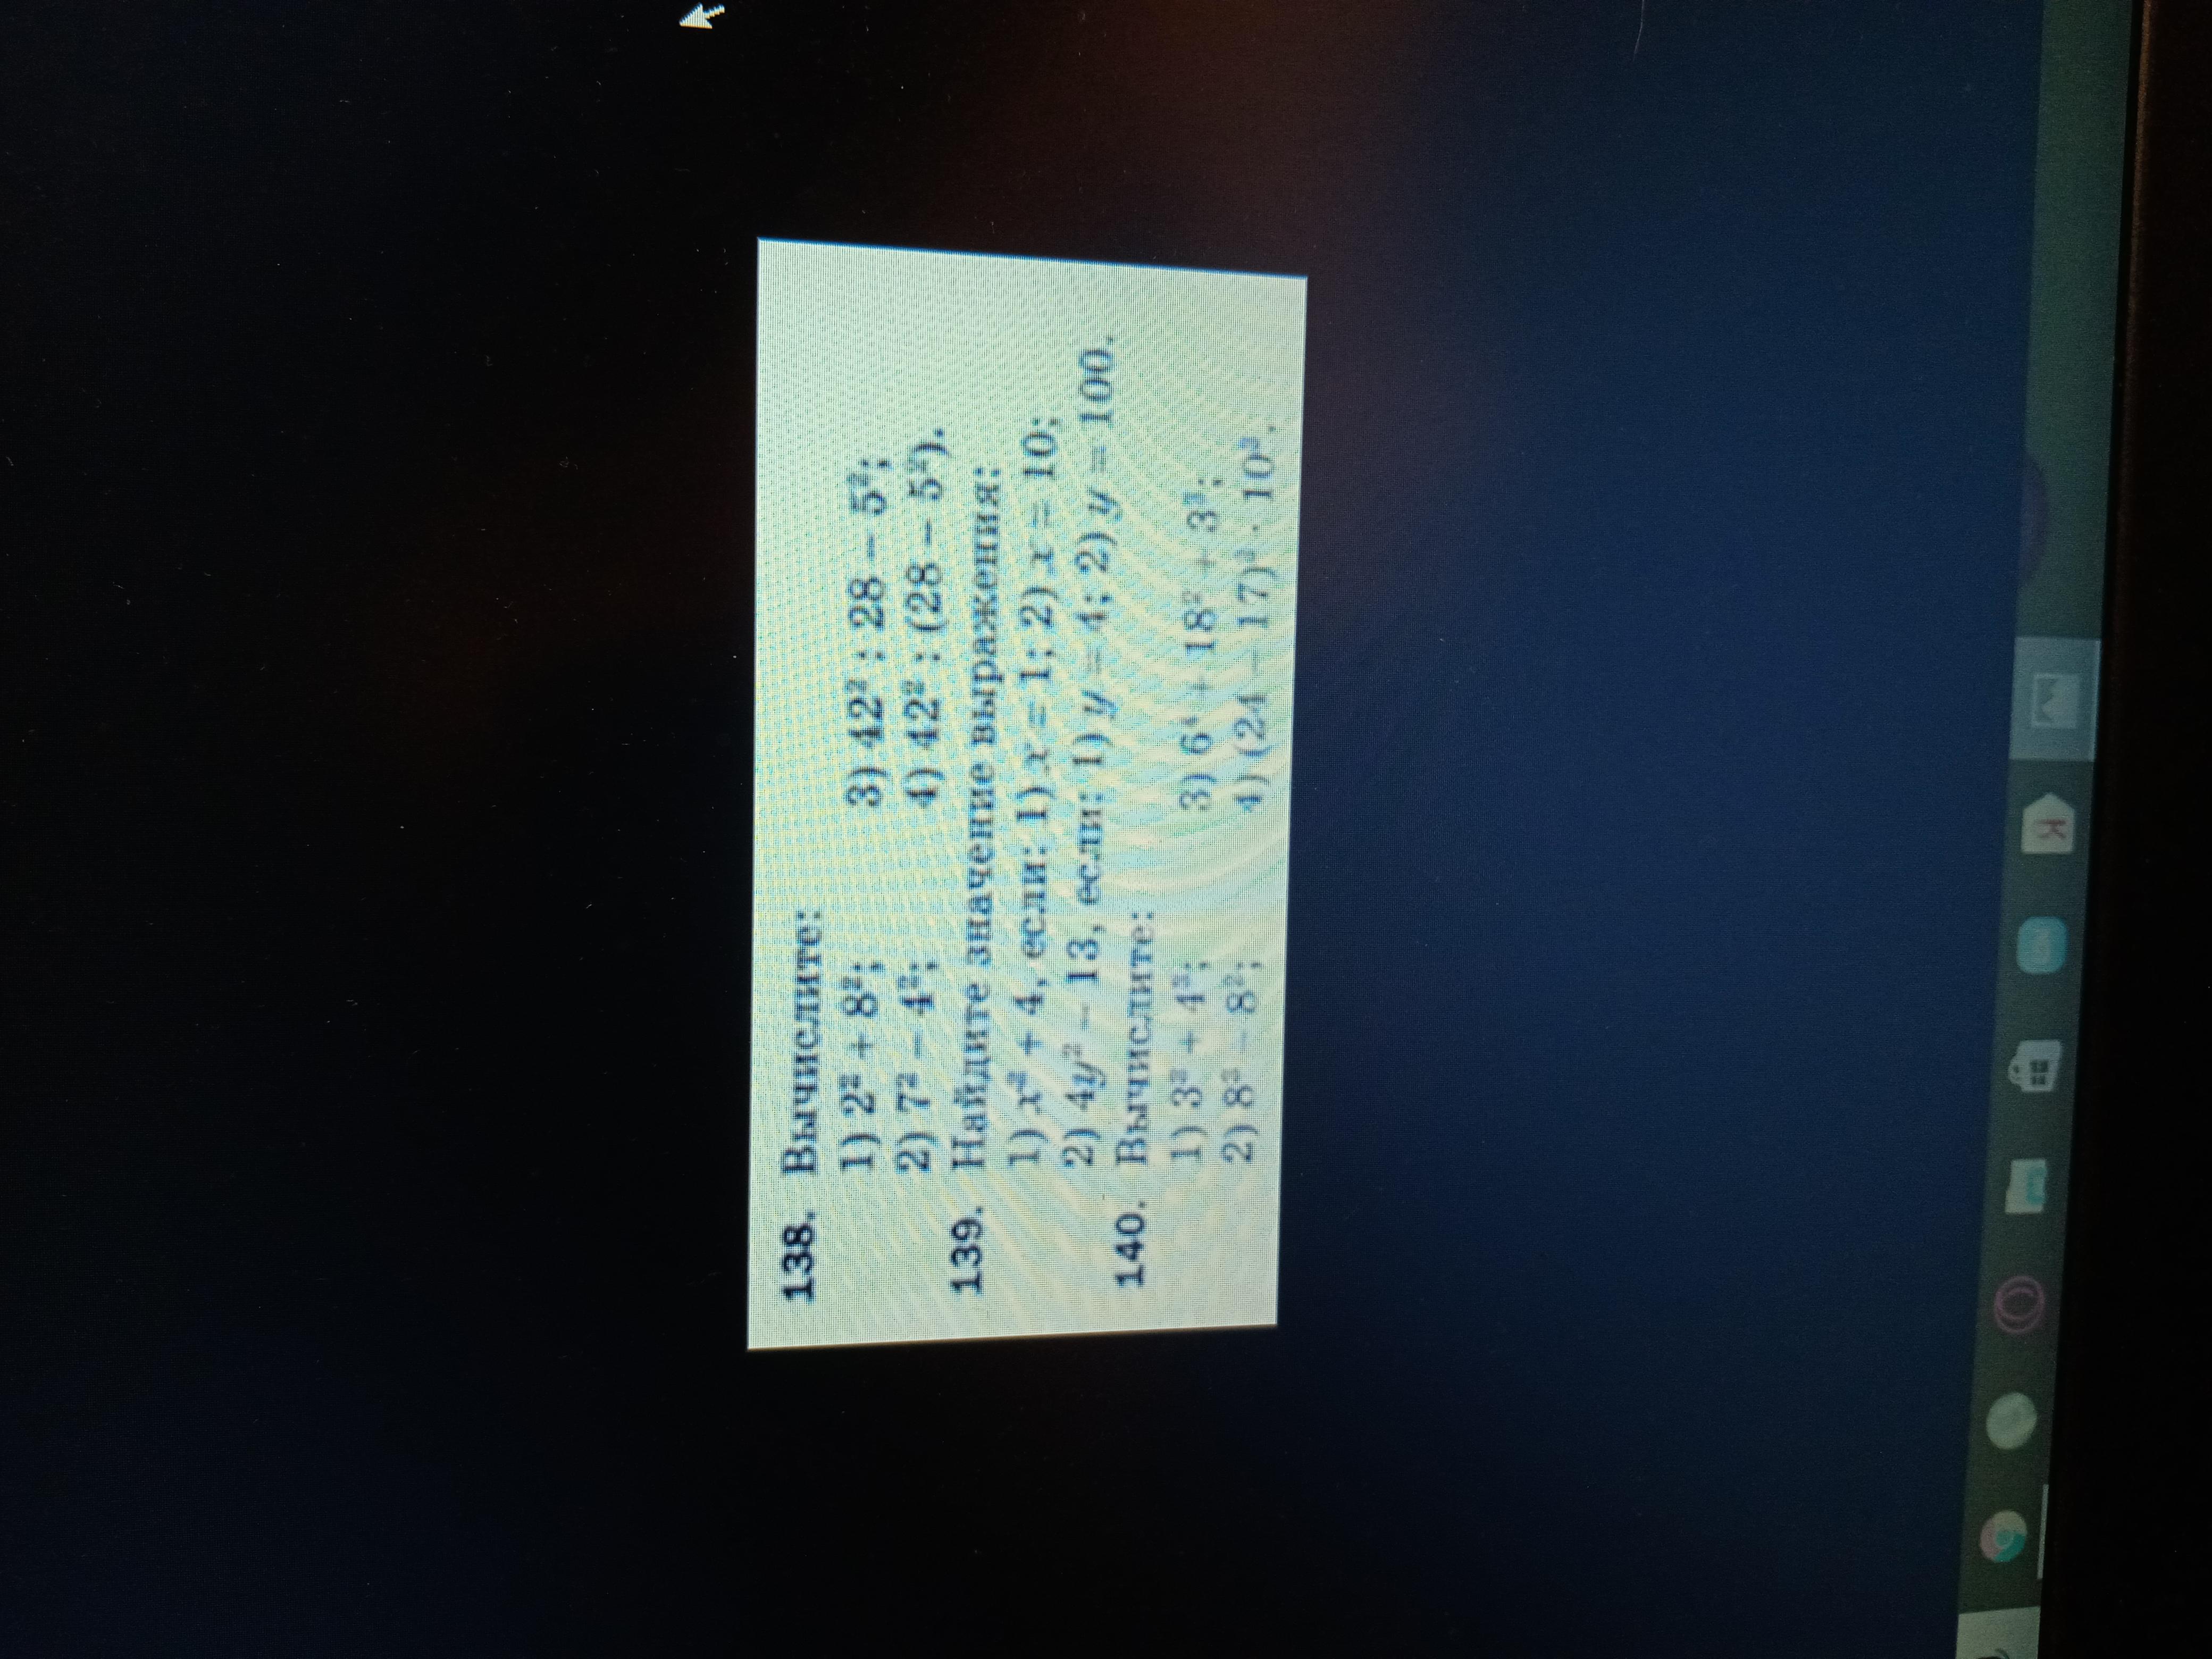 138. Вычислите:
1) 2² + 8²; 3) 42² : 28 − 5²;
2) 7² − 4²; 4) 42² : (28 − 5²).
139. Найдите значение выражения:
1) x² + 4, если: 1) x = 1; 2) x = 10;
2) 4y² − 13, если: 1) y = 4; 2) y = 100.
140. Вычислите:
1) 3² + 4³; 3) 6⁴ + 18² + 3³;
2) 8³ − 8²; 4) (24 − 17)² · 10³.